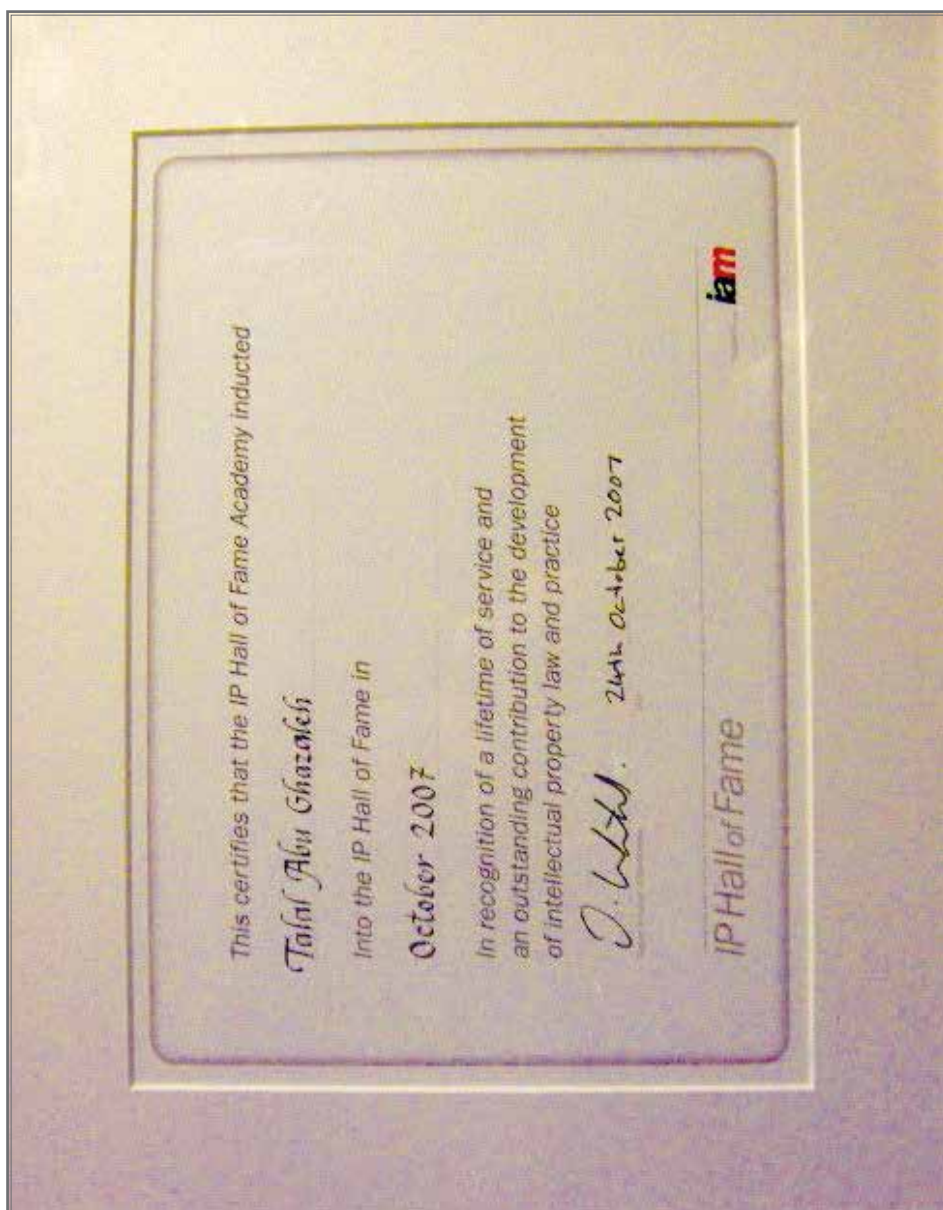 This certifies that the IP Hall of Fame Academy inducted
Talal Abu Ghazaleh
Into the IP Hall of Fame in
October 2007
In recognition of a lifetime of service and
an outstanding contribution to the development
of intellectual property law and practice
24th October 2007
IP Hall of Fame
iam